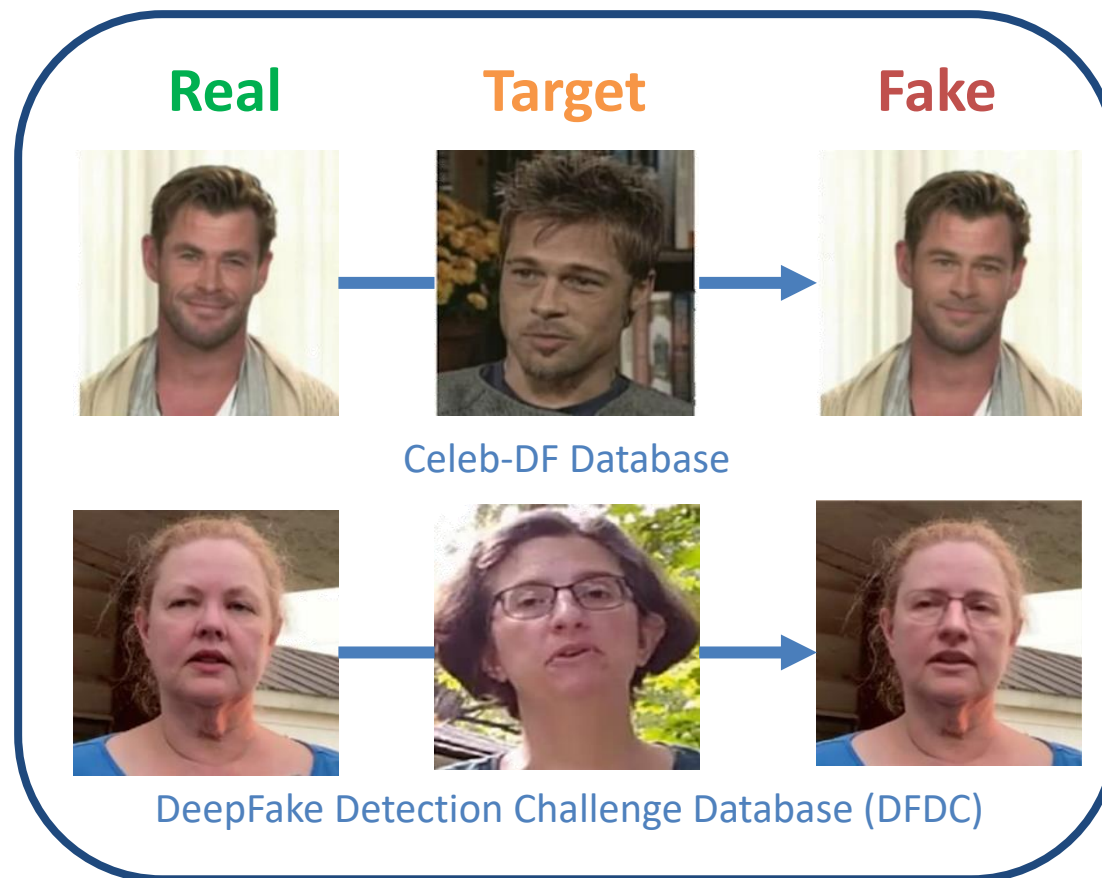 Real Target Fake
Celeb-DF Database
DeepFake Detection Challenge Database (DFDC)